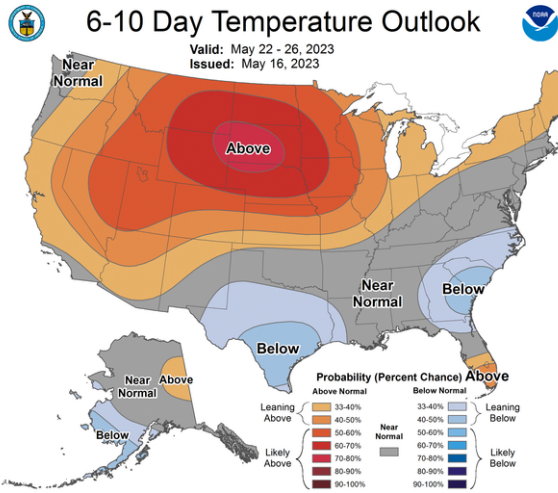 6-10 Day Temperature Outlook
NOAA
Valid: May 22 - 26, 2023
Issued: May 16, 2023
Near
Normal
Above
Near
Normal
Below
Below
Above
Near
Normal
Above
Below
Probability (Percent Chance)
Above Normal
Below Normal
Leaning
Above
33-40%
40-50%
Likely
Above
50-60%
60-70%
70-80%
80-90%
90-100%
Near
Normal
33-40%
40-50%
Leaning
Below
50-60%
60-70%
70-80%
80-90%
90-100%
Likely
Below